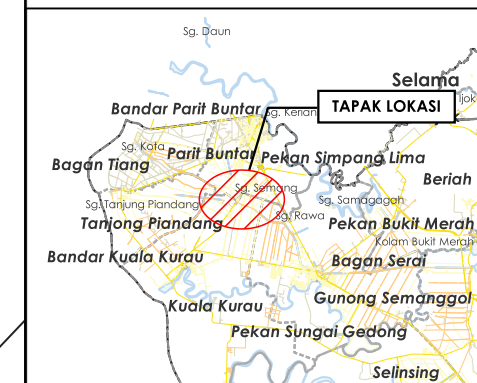 Sg. Daun
Selama
Ijok
Bandar Parit Buntar
Sg. Kenari
TAPAK LOKASI
Sg. Kota
Parit Buntar
Pekan Simpang Lima
Bagan Tiang
Beriah
Sg. Semang
Sg. Tanjung Piandang
Sg. Samagagah
Sg. Rawa
Tanjong Piandang
Pekan Bukit Merah
Kolam Bukit Merah
Bandar Kuala Kurau
Bagan Serai
Kuala Kurau
Gunong Semanggol
Pekan Sungai Gedong
Selinsing